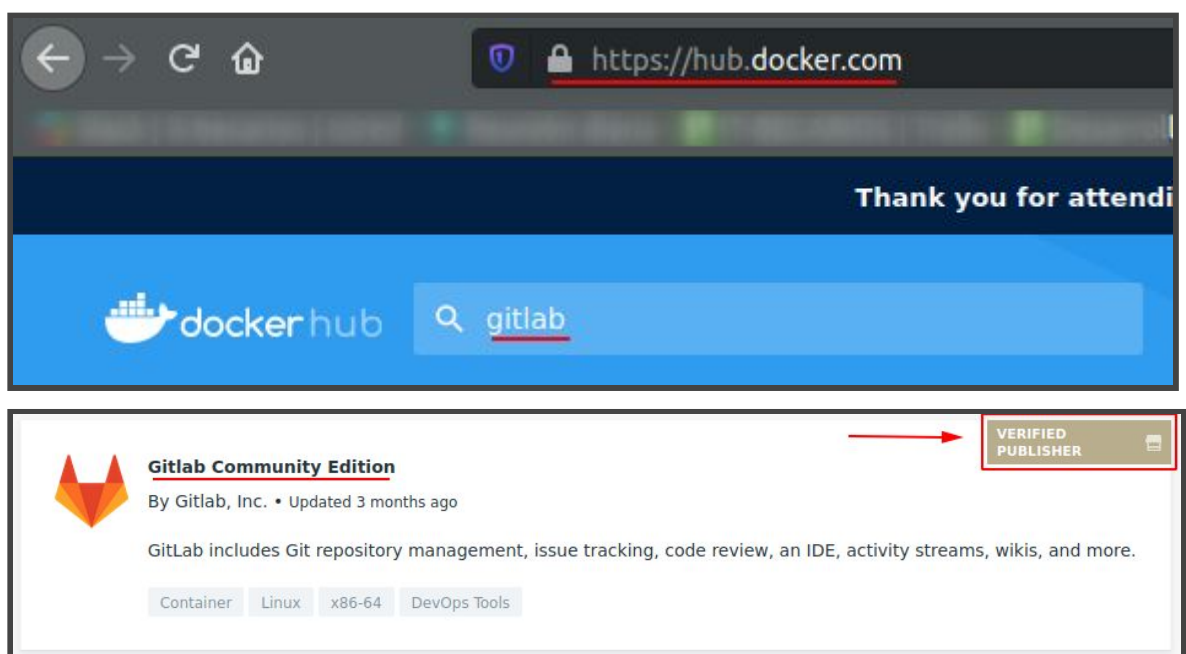 https://hub.docker.com
Thank you for attendi
docker hub
gitlab
VERIFIED
PUBLISHER
Gitlab Community Edition
By Gitlab, Inc. • Updated 3 months ago
GitLab includes Git repository management, issue tracking, code review, an IDE, activity streams, wikis, and more.
Container Linux x86-64 DevOps Tools